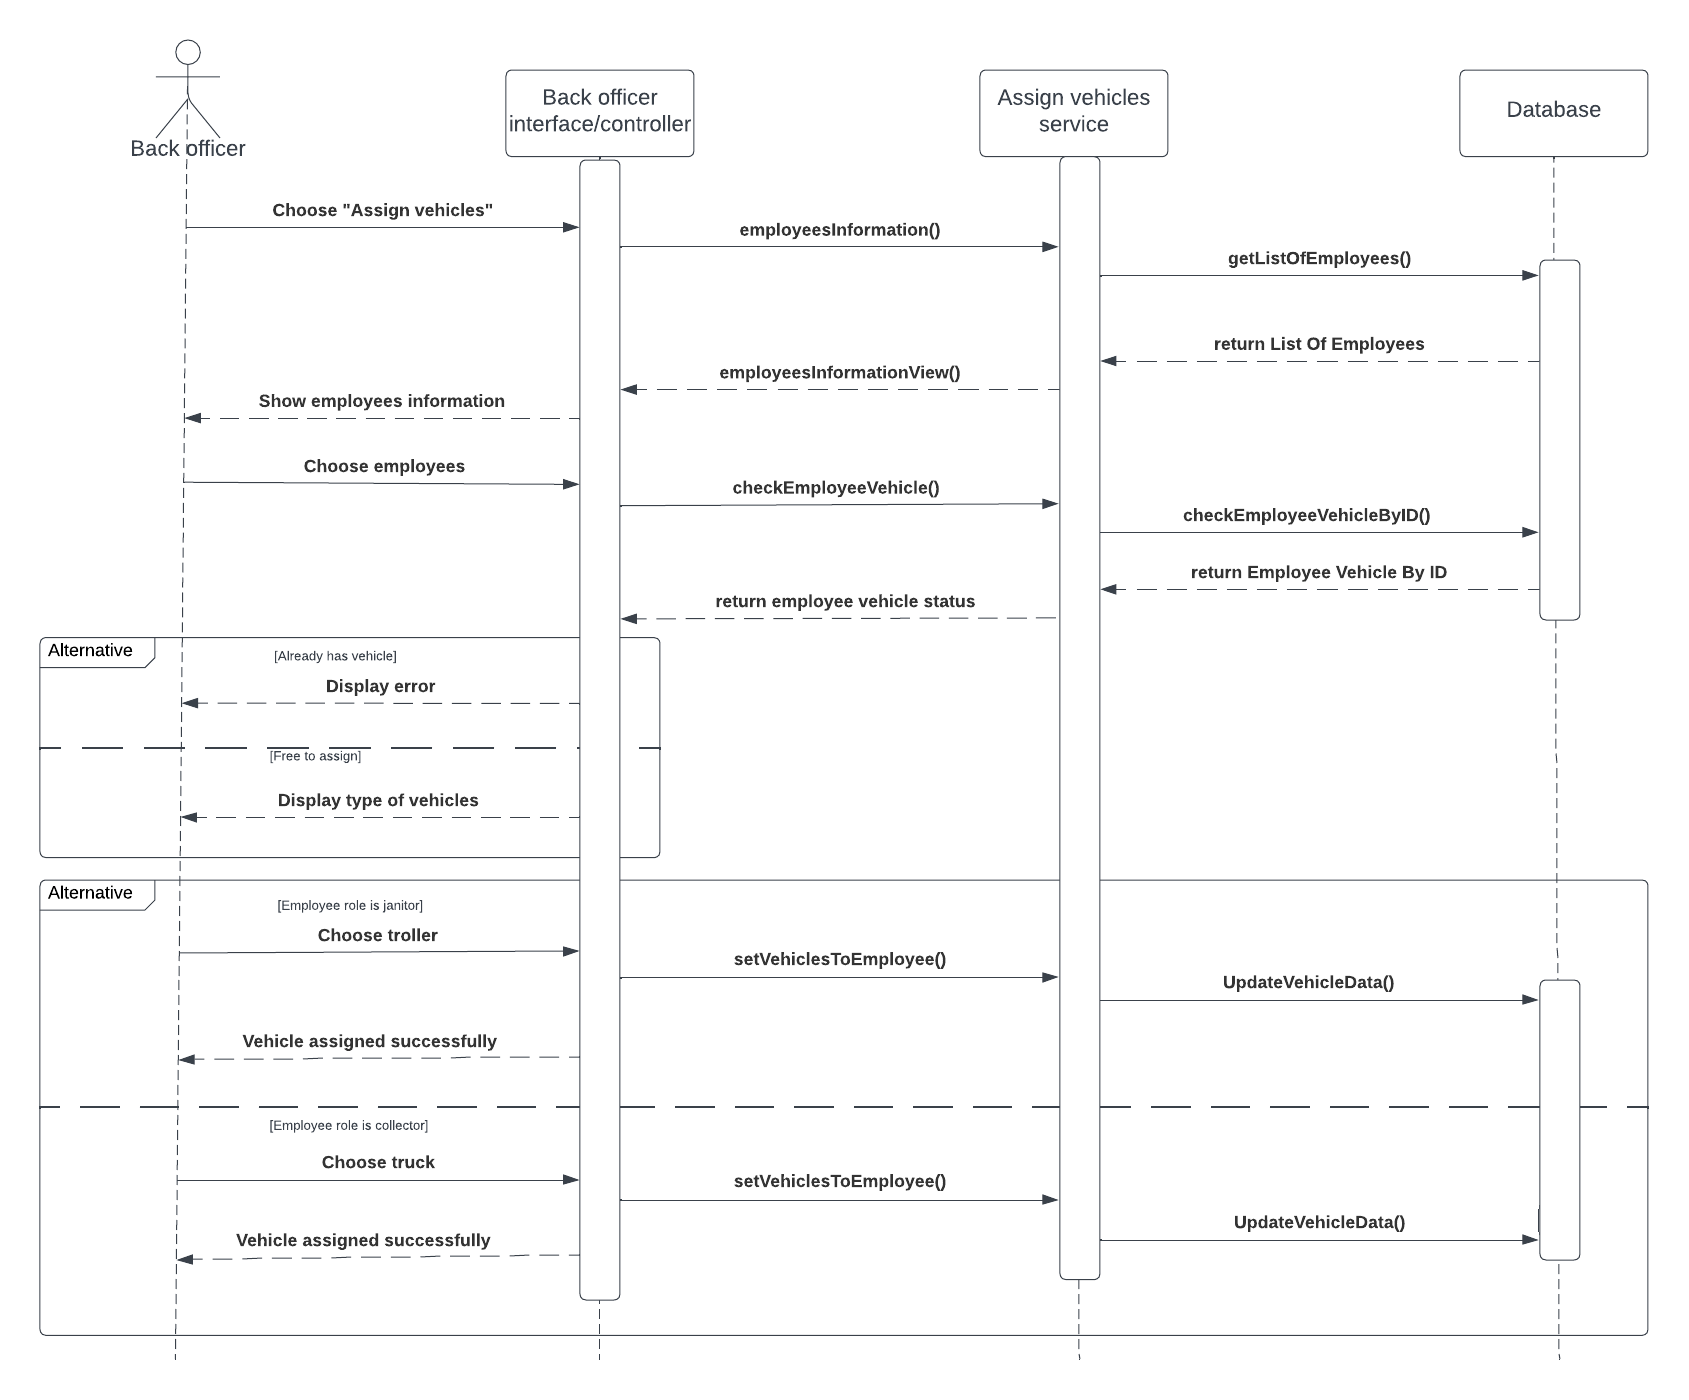 Back officer
Back officer
interface/controller
Assign vehicles
service
Database
Choose "Assign vehicles"
employeesInformation()
getListOfEmployees()
return List Of Employees
employeesInformationView()
Show employees information
Choose employees
checkEmployeeVehicle()
checkEmployeeVehicleByID()
return Employee Vehicle By ID
return employee vehicle status
Alternative
[Already has vehicle]
Display error
[Free to assign]
Display type of vehicles
Alternative
[Employee role is janitor]
Choose troller
setVehiclesToEmployee()
UpdateVehicleData()
Vehicle assigned successfully
[Employee role is collector]
Choose truck
setVehiclesToEmployee()
UpdateVehicleData()
Vehicle assigned successfully